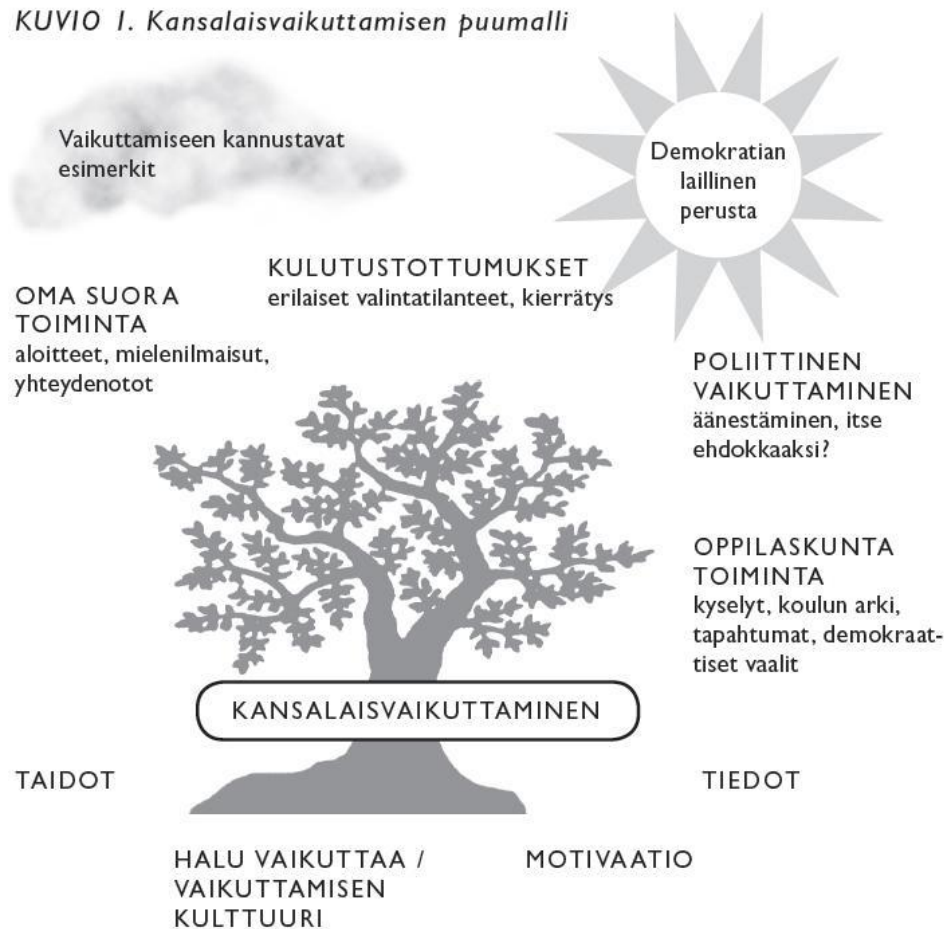 KUVIO 1. Kansalaisvaikuttamisen puumalli
Vaikuttamiseen kannustavat
esimerkit
Demokratian
laillinen
perusta
KULUTUSTOTTUMUKSET
erilaiset valintatilanteet, kierrätys
OMA SUORA
TOIMINTA
aloitteet, mielenilmaisut,
yhteydenotot
POLIITTINEN
VAIKUTTAMINEN
äänestäminen, itse
ehdokkaaksi?
OPPILASKUNTA
TOIMINTA
kyselyt, koulun arki,
tapahtumat, demokraat-
tiset vaalit
KANSALAISVAIKUTTAMINEN
TAIDOT
TIEDOT
HALU VAIKUTTAA /
VAIKUTTAMISEN
KULTTUURI
MOTIVAATIO